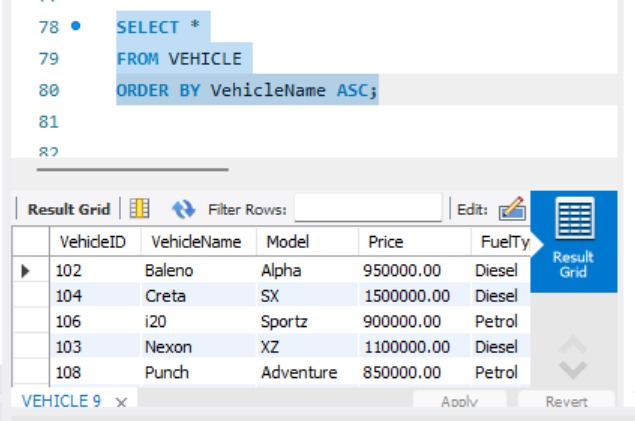 78 SELECT *
79 FROM VEHICLE
80 ORDER BY VehicleName ASC;
81
82
Result Grid Filter Rows: Edit:
VehicleID VehicleName Model Price FuelTy
102 Baleno Alpha 950000.00 Diesel
104 Creta SX 1500000.00 Diesel
106 i20 Sportz 900000.00 Petrol
103 Nexon XZ 1100000.00 Diesel
108 Punch Adventure 850000.00 Petrol
Result
Grid
VEHICLE 9 × Apply Revert